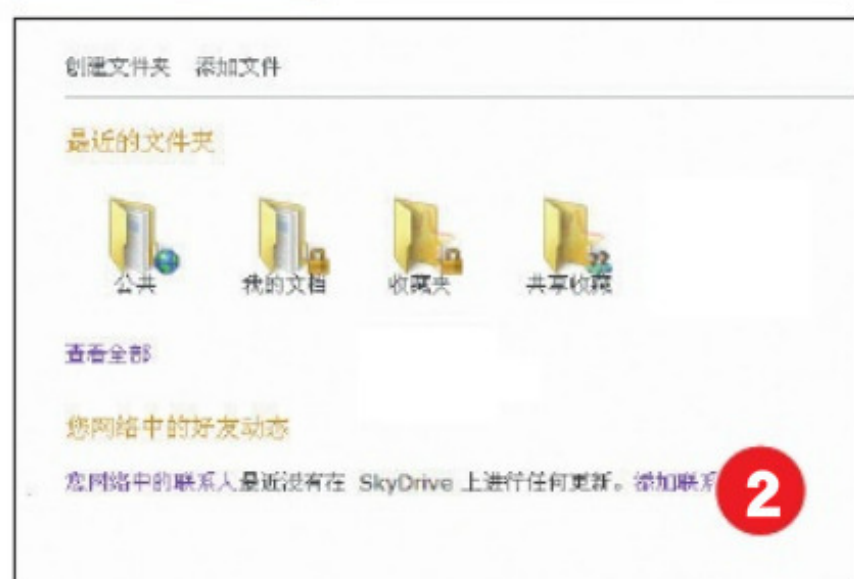 创建文件夹 添加文件
最近的文件夹
公共 我的文档 收藏夹 共享收藏
查看全部
您网络中的好友动态
您网络中的联系人最近没有在 SkyDrive 上进行任何更新。添加联系
2